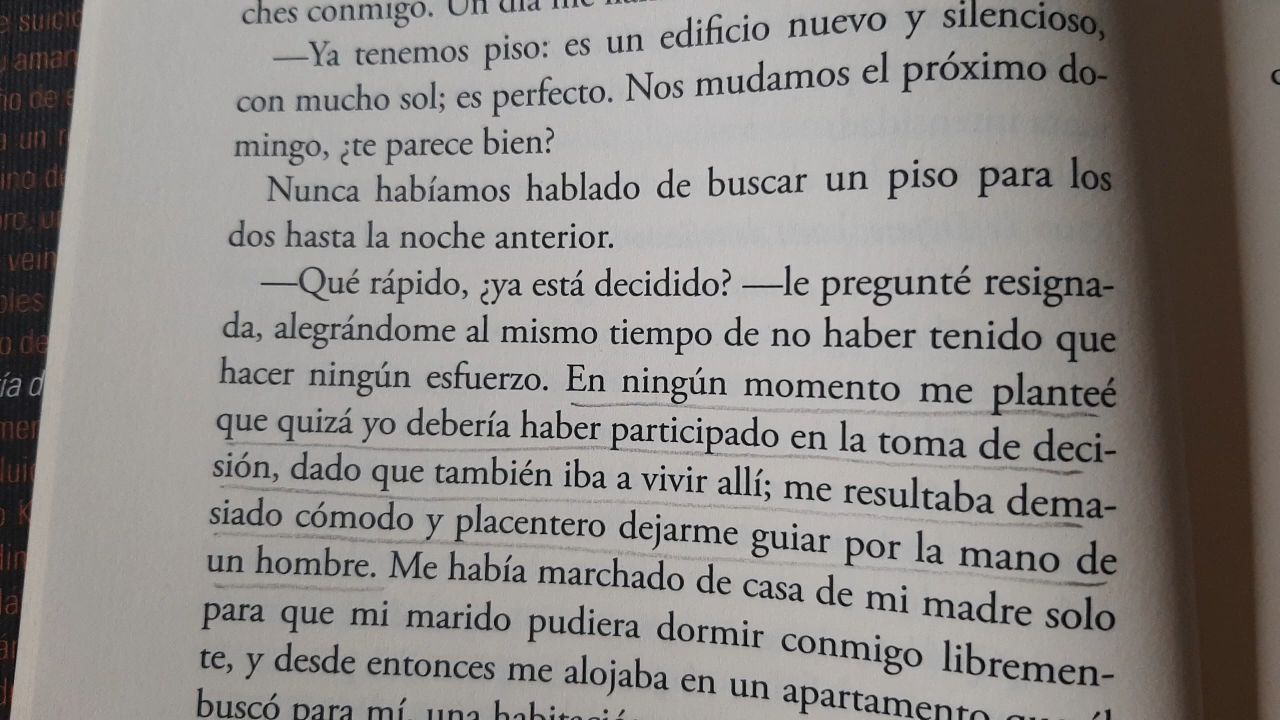 ches conmigo. Un día me
—Ya tenemos piso: es un edificio nuevo y silencioso,
con mucho sol; es perfecto. Nos mudamos el próximo do-
mingo, ¿te parece bien?
Nunca habíamos hablado de buscar un piso para los
dos hasta la noche anterior.
—Qué rápido, ¿ya está decidido? —le pregunté resigna-
da, alegrándome al mismo tiempo de no haber tenido que
hacer ningún esfuerzo. En ningún momento me planteé
que quizá yo debería haber participado en la toma de deci-
sión, dado que también iba a vivir allí; me resultaba dema-
siado cómodo y placentero dejarme guiar por la mano de
un hombre. Me había marchado de casa de mi madre solo
para que mi marido pudiera dormir conmigo libremen-
te, y desde entonces me alojaba en un apartamento que él
buscó para mí, una habitación